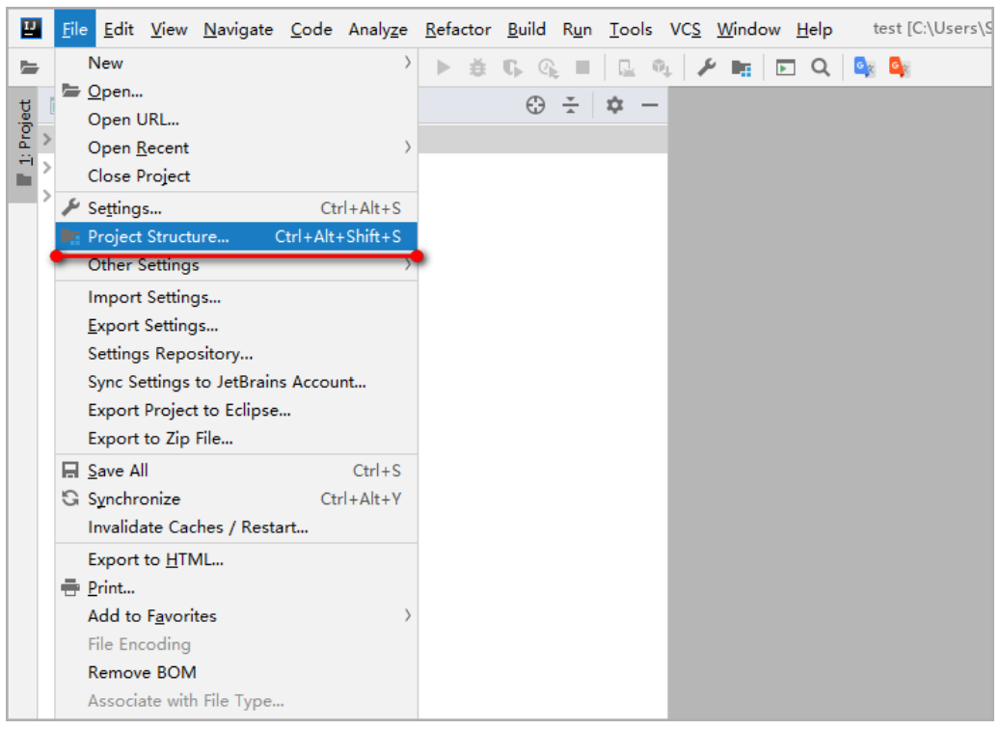 IJ File Edit View Navigate Code Analyze Refactor Build Run Tools VCS Window Help test [C:\Users\S
1: Project
New
Open...
Open URL...
Open Recent
Close Project
Settings... Ctrl+Alt+S
Project Structure... Ctrl+Alt+Shift+S
Other Settings
Import Settings...
Export Settings...
Settings Repository...
Sync Settings to JetBrains Account...
Export Project to Eclipse...
Export to Zip File...
Save All Ctrl+S
Synchronize Ctrl+Alt+Y
Invalidate Caches / Restart...
Export to HTML...
Print...
Add to Favorites
File Encoding
Remove BOM
Associate with File Type...